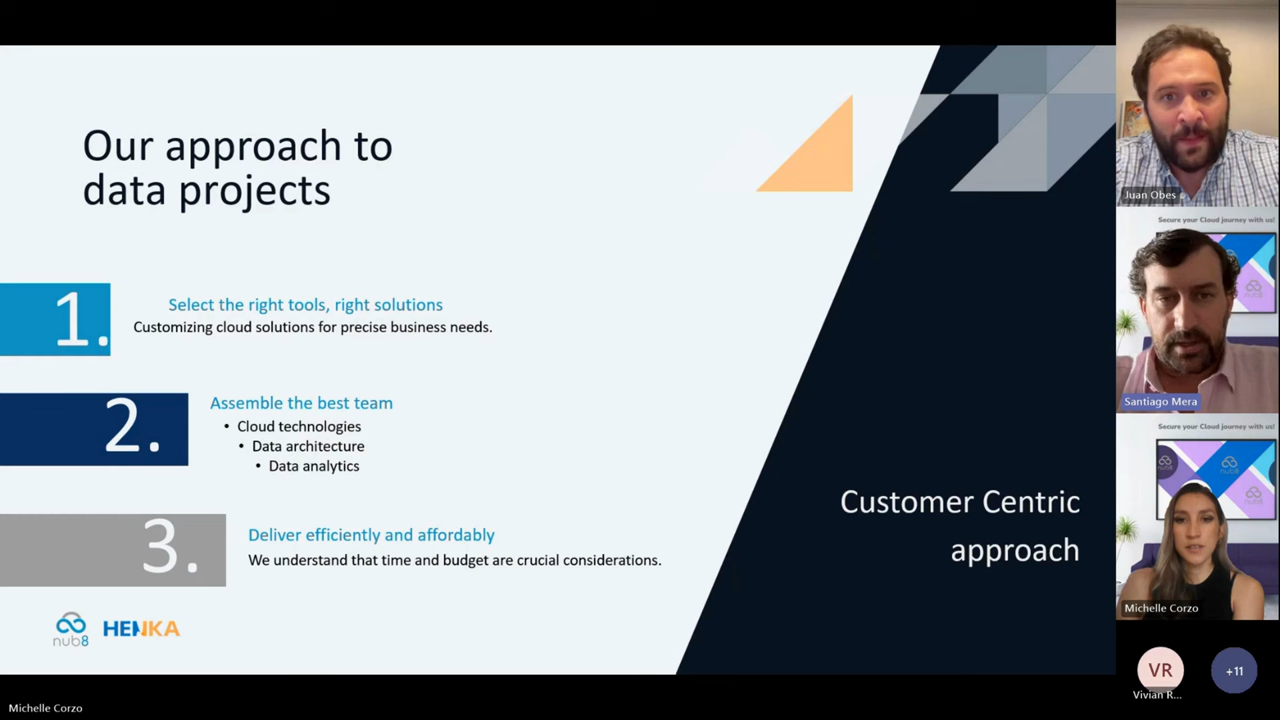 Our approach to
data projects
1.
Select the right tools, right solutions
Customizing cloud solutions for precise business needs.
2.
Assemble the best team
• Cloud technologies
• Data architecture
• Data analytics
3.
Deliver efficiently and affordably
We understand that time and budget are crucial considerations.
nub8 HENKA
Customer Centric
approach
Juan Obes
Secure your Cloud journey with us!
Santiago Mera
Secure your Cloud journey with us!
nub8
Michelle Corzo
VR
+11
Vivian R...
Michelle Corzo